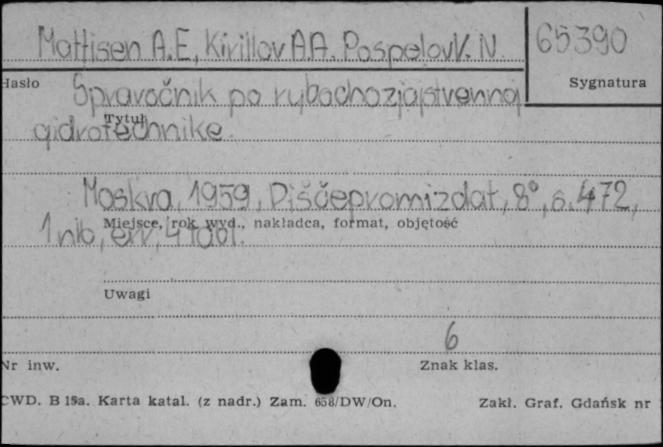 Mattisen A.E, Kirillov A.A. Pospelov V. N. 65390
Hasło Sygnatura
Spravočnik po rybochozjajstvennoj
Tytuł
gidrotechnike.
Moskva, 1959, Piščepromizdat, 8°, s. 472,
Miejsce, rok wyd., nakładca, format, objętość
1 nlb, err, 4 tabl.
Uwagi
6
Nr inw. Znak klas.
CWD. B 15a. Karta katal. (z nadr.) Zam. 658/DW/On. Zakł. Graf. Gdańsk nr